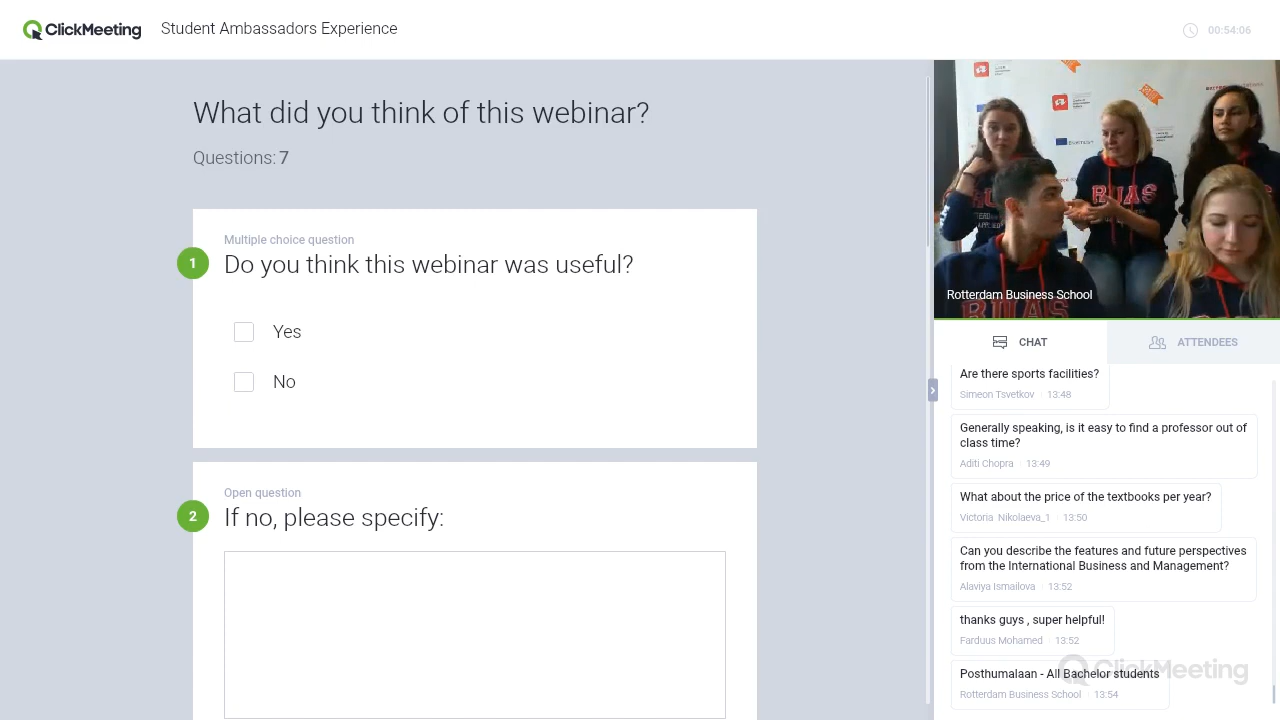 ClickMeeting
Student Ambassadors Experience
00:54:06
What did you think of this webinar?
Questions: 7
Multiple choice question
1
Do you think this webinar was useful?
Yes
No
Open question
2
If no, please specify:
RUAS
Erasmus+
Rotterdam Business School
RUAS
CHAT
ATTENDEES
Are there sports facilities?
Simeon Tsvetkov 13:48
Generally speaking, is it easy to find a professor out of
class time?
Aditi Chopra 13:49
What about the price of the textbooks per year?
Victoria Nikolaeva_1 13:50
Can you describe the features and future perspectives
from the International Business and Management?
Alaviya Ismailova 13:52
thanks guys , super helpful!
Farduus Mohamed 13:52
Posthumalaan - All Bachelor students
Rotterdam Business School 13:54
ClickMeeting